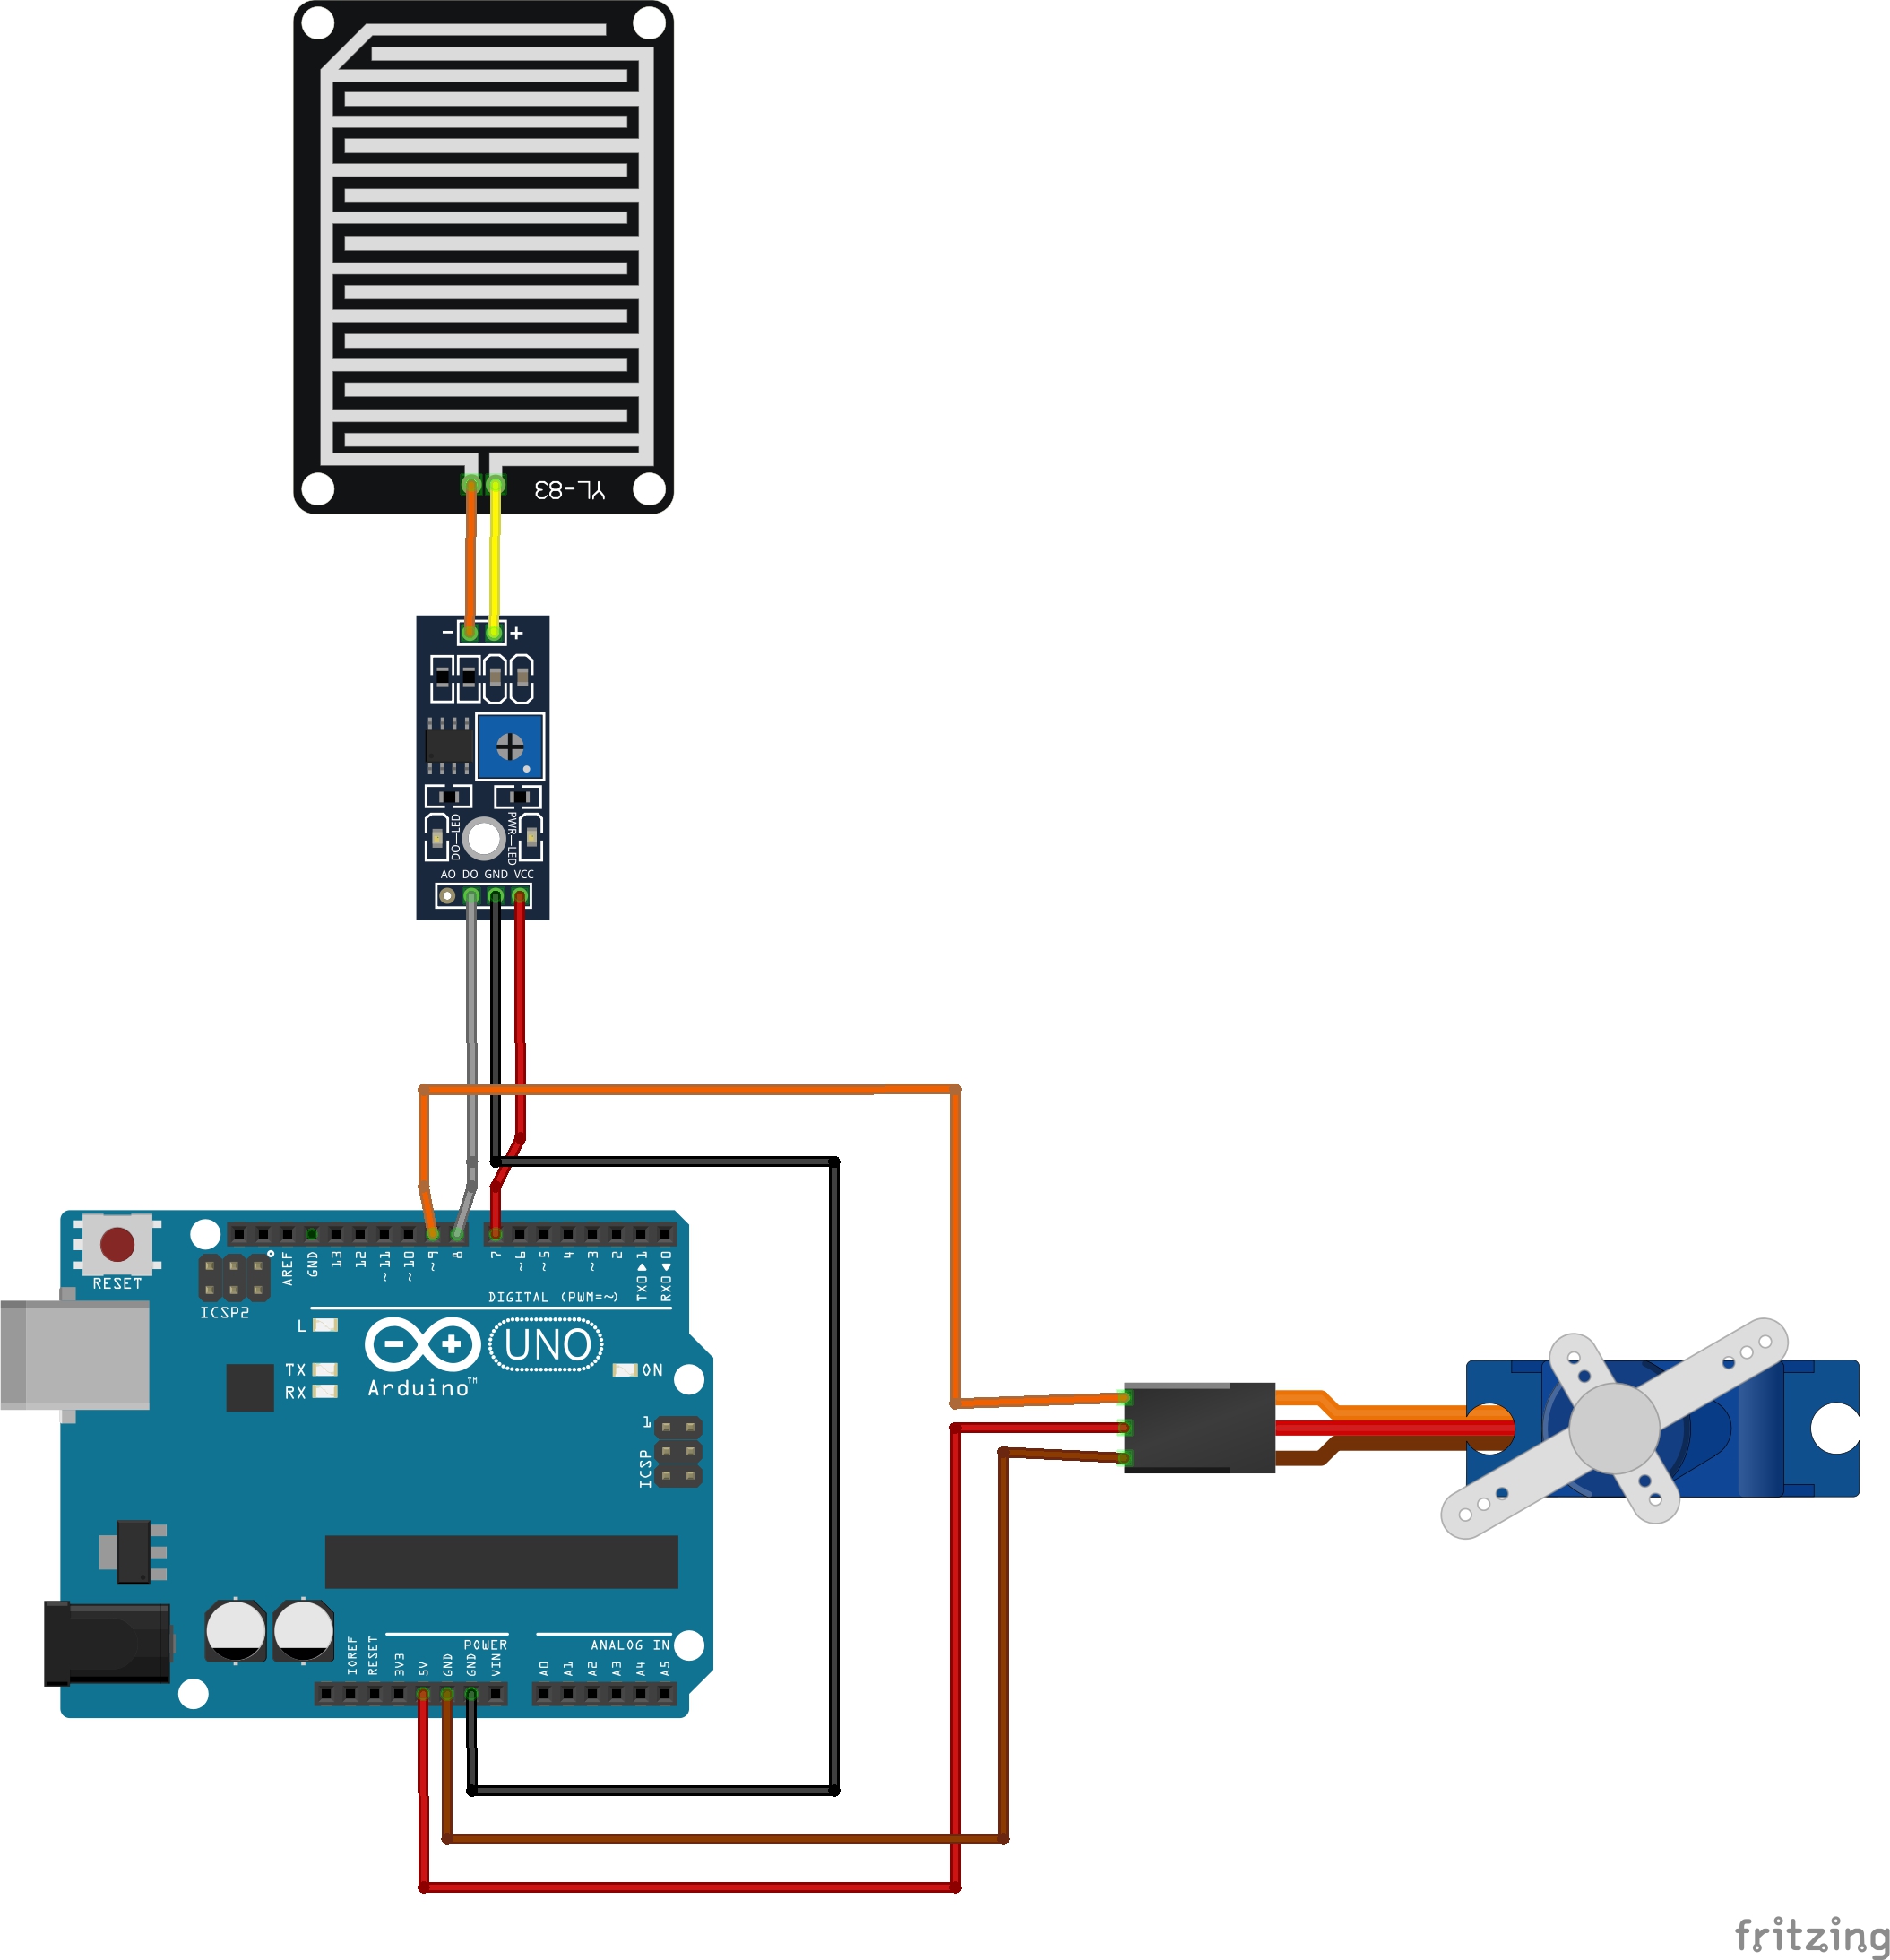 YL-83
- +
DO-LED
PWR-LED
AO DO GND VCC
RESET
ICSP2
AREF
GND
13
12
~11
~10
~9
8
7
~6
~5
4
~3
2
TX0▶1
RX0◀0
DIGITAL (PWM=~)
L
TX
RX
UNO
Arduino™
ON
1
ICSP
POWER
ANALOG IN
IOREF
RESET
3V3
5V
GND
GND
VIN
A0
A1
A2
A3
A4
A5
fritzing